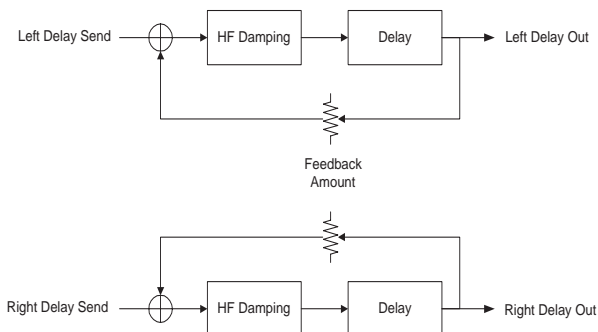 Left Delay Send
HF Damping
Delay
Left Delay Out
Feedback
Amount
Right Delay Send
HF Damping
Delay
Right Delay Out